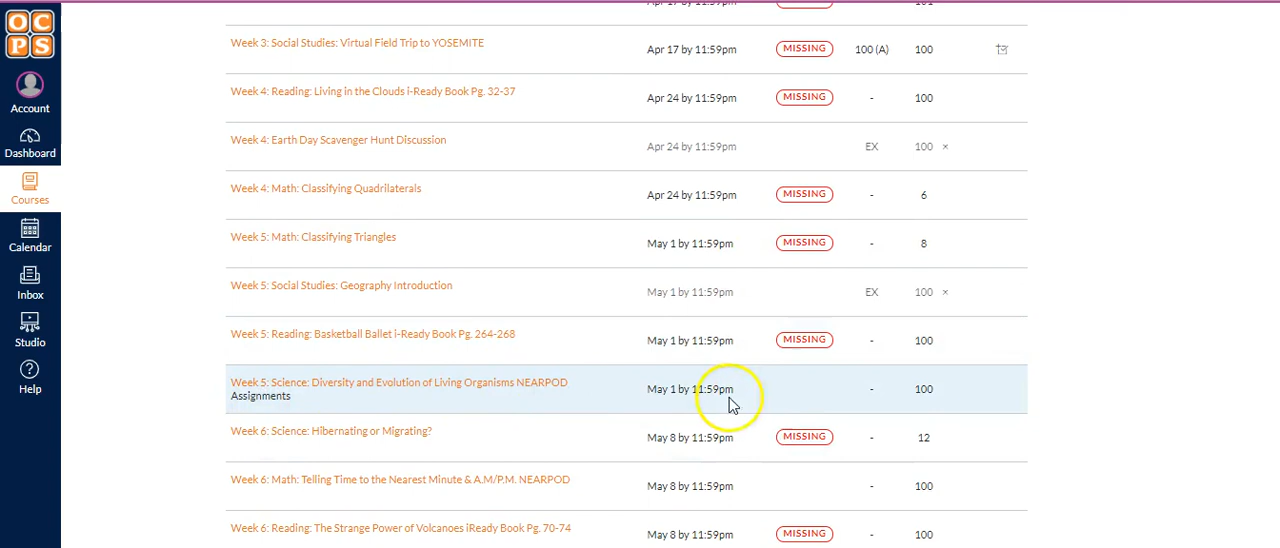 OC
PS
Account
Dashboard
Courses
Calendar
Inbox
Studio
Help
Apr 17 by 11:59pm
Week 3: Social Studies: Virtual Field Trip to YOSEMITE Apr 17 by 11:59pm MISSING 100 (A) 100
Week 4: Reading: Living in the Clouds i-Ready Book Pg. 32-37 Apr 24 by 11:59pm MISSING - 100
Week 4: Earth Day Scavenger Hunt Discussion Apr 24 by 11:59pm EX 100 ×
Week 4: Math: Classifying Quadrilaterals Apr 24 by 11:59pm MISSING - 6
Week 5: Math: Classifying Triangles May 1 by 11:59pm MISSING - 8
Week 5: Social Studies: Geography Introduction May 1 by 11:59pm EX 100 ×
Week 5: Reading: Basketball Ballet i-Ready Book Pg. 264-268 May 1 by 11:59pm MISSING - 100
Week 5: Science: Diversity and Evolution of Living Organisms NEARPOD May 1 by 11:59pm - 100
Assignments
Week 6: Science: Hibernating or Migrating? May 8 by 11:59pm MISSING - 12
Week 6: Math: Telling Time to the Nearest Minute & A.M/P.M. NEARPOD May 8 by 11:59pm - 100
Week 6: Reading: The Strange Power of Volcanoes iReady Book Pg. 70-74 May 8 by 11:59pm MISSING - 100